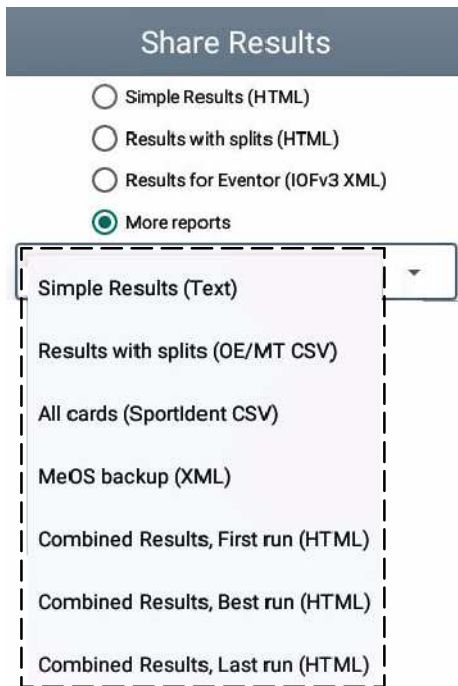 Share Results
Simple Results (HTML)
Results with splits (HTML)
Results for Eventor (IOFv3 XML)
More reports
Simple Results (Text)
Results with splits (OE/MT CSV)
All cards (SportIdent CSV)
MeOS backup (XML)
Combined Results, First run (HTML)
Combined Results, Best run (HTML)
Combined Results, Last run (HTML)